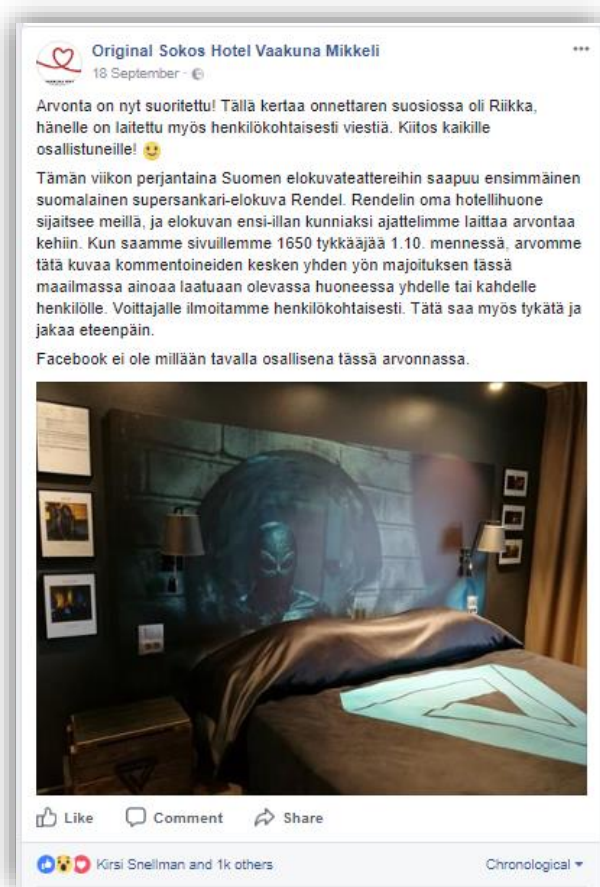 Original Sokos Hotel Vaakuna Mikkeli
18 September ·
Arvonta on nyt suoritettu! Tällä kertaa onnettaren suosiossa oli Riikka,
hänelle on laitettu myös henkilökohtaisesti viestiä. Kiitos kaikille
osallistuneille!
Tämän viikon perjantaina Suomen elokuvateattereihin saapuu ensimmäinen
suomalainen supersankari-elokuva Rendel. Rendelin oma hotellihuone
sijaitsee meillä, ja elokuvan ensi-illan kunniaksi ajattelimme laittaa arvontaa
kehiin. Kun saamme sivuillemme 1650 tykkääjää 1.10. mennessä, arvomme
tätä kuvaa kommentoineiden kesken yhden yön majoituksen tässä
maailmassa ainoaa laatuaan olevassa huoneessa yhdelle tai kahdelle
henkilölle. Voittajalle ilmoitamme henkilökohtaisesti. Tätä saa myös tykätä ja
jakaa eteenpäin.
Facebook ei ole millään tavalla osallisena tässä arvonnassa.
Like Comment Share
Kirsi Snellman and 1k others Chronological